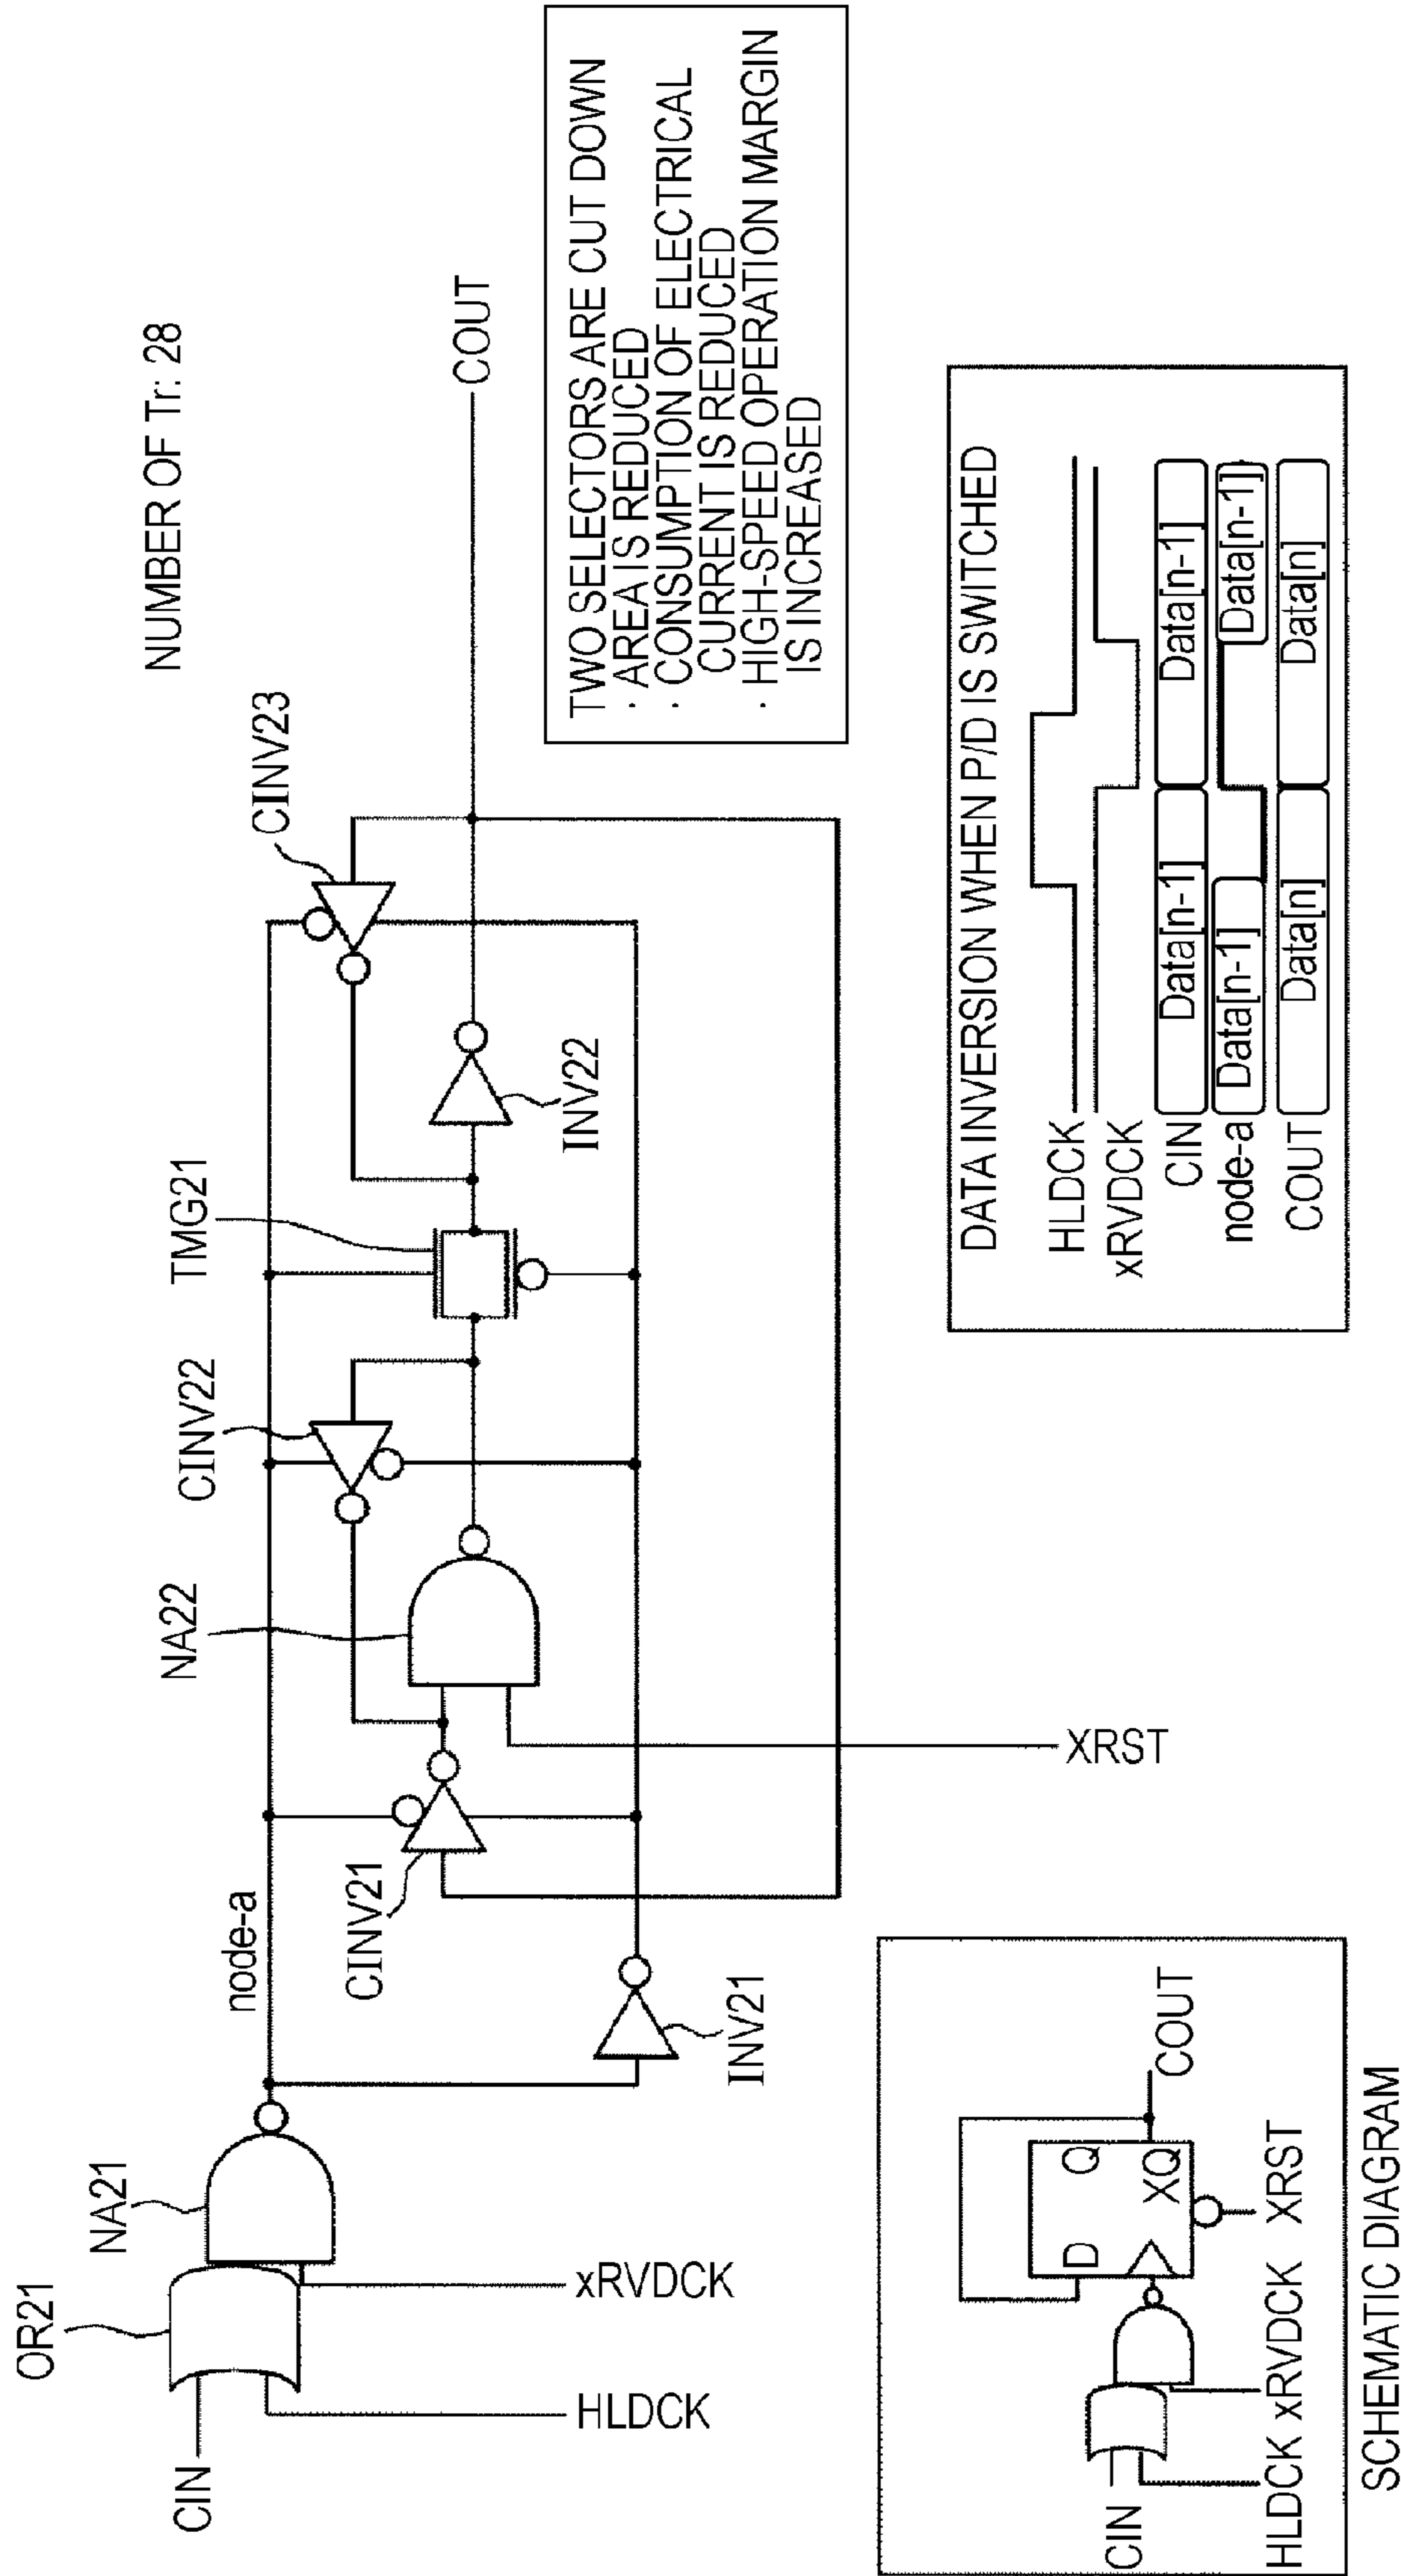 NUMBER OF Tr: 28
OR21
NA21
CIN
HLDCK
xRVDCK
node-a
CINV21
INV21
NA22
XRST
CINV22
TMG21
INV22
CINV23
COUT
TWO SELECTORS ARE CUT DOWN
· AREA IS REDUCED
· CONSUMPTION OF ELECTRICAL
CURRENT IS REDUCED
· HIGH-SPEED OPERATION MARGIN
IS INCREASED
CIN
HLDCK xRVDCK XRST
D Q
XQ
COUT
SCHEMATIC DIAGRAM
DATA INVERSION WHEN P/D IS SWITCHED
HLDCK
xRVDCK
CIN Data[n-1] Data[n-1]
node-a Data[n-1] Data[n-1]
COUT Data[n] Data[n]